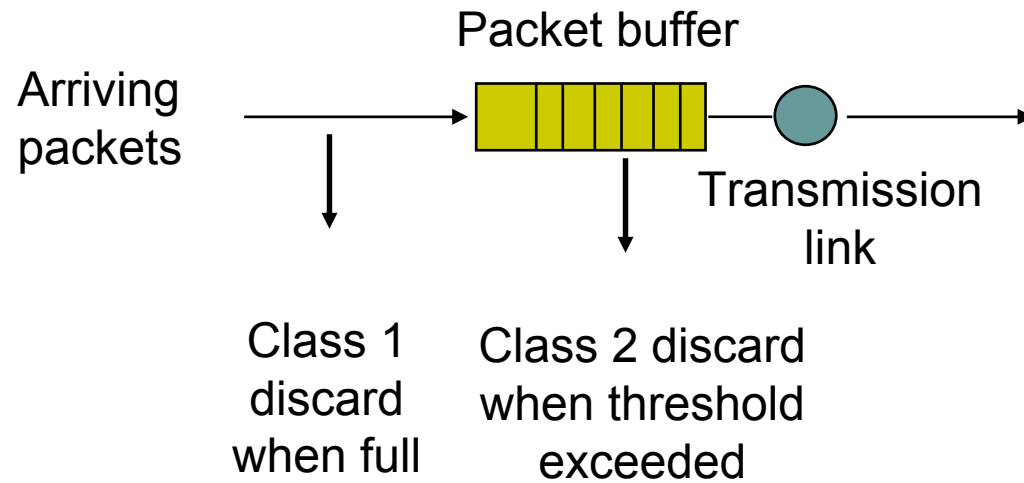 Packet buffer
Arriving
packets
Transmission
link
Class 1
discard
when full
Class 2 discard
when threshold
exceeded